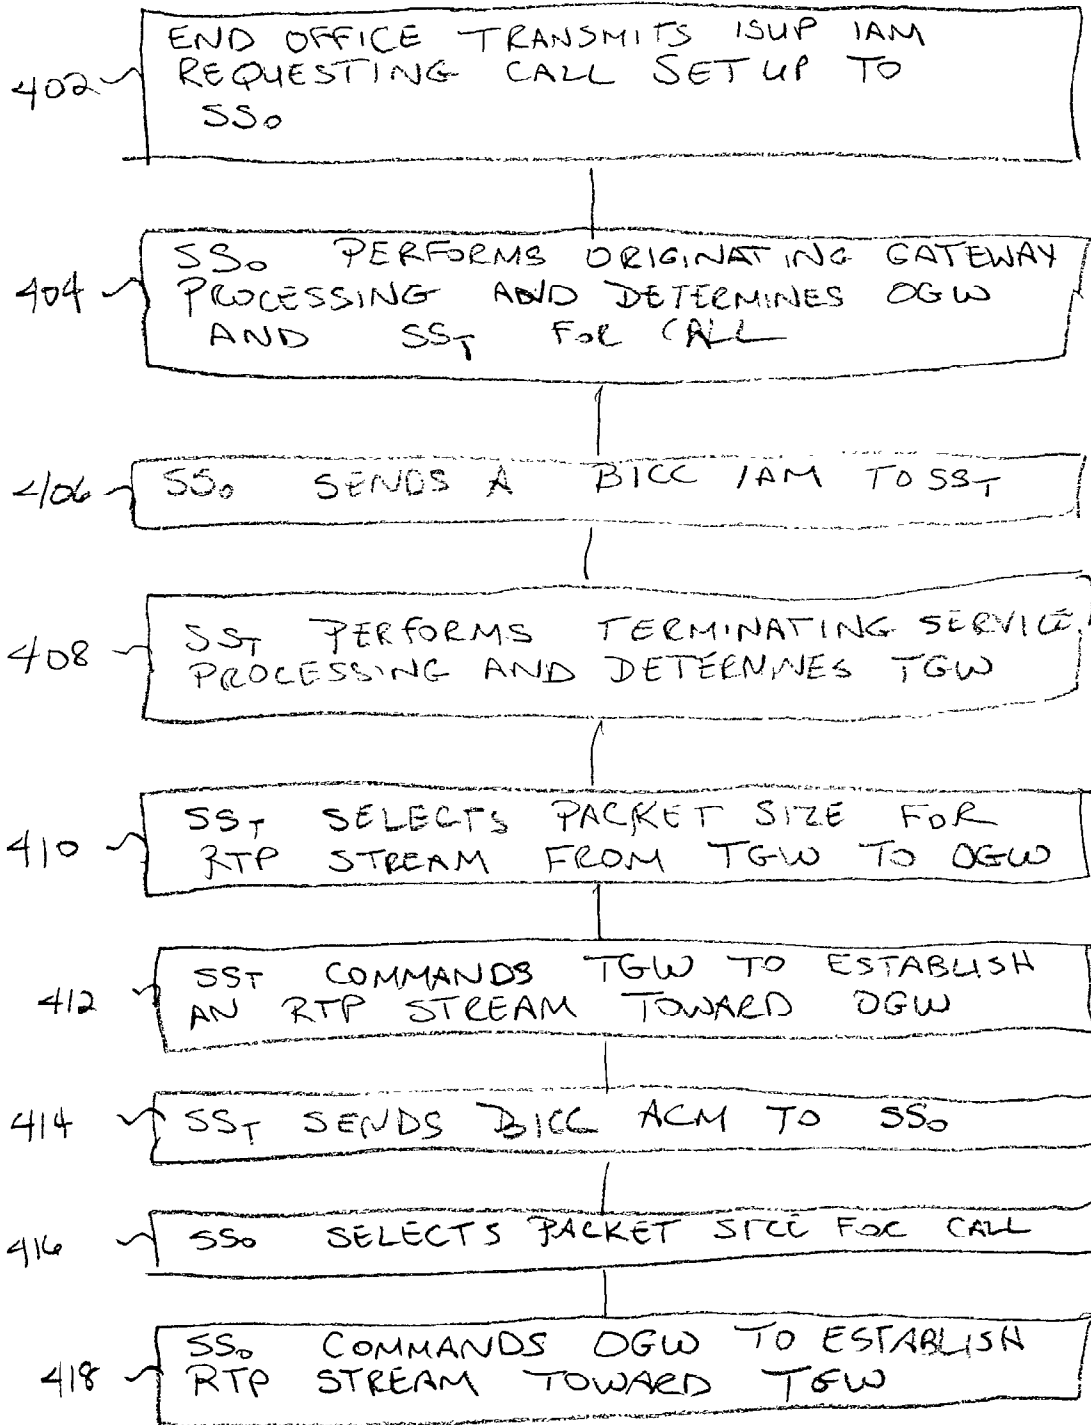 402
END OFFICE TRANSMITS ISUP IAM
REQUESTING CALL SET UP TO
SSo
404
SSo PERFORMS ORIGINATING GATEWAY
PROCESSING AND DETERMINES OGW
AND SST FOR CALL
406
SSo SENDS A BICC IAM TO SST
408
SST PERFORMS TERMINATING SERVICE
PROCESSING AND DETERMINES TGW
410
SST SELECTS PACKET SIZE FOR
RTP STREAM FROM TGW TO OGW
412
SST COMMANDS TGW TO ESTABLISH
AN RTP STREAM TOWARD OGW
414
SST SENDS BICC ACM TO SSo
416
SSo SELECTS PACKET SIZE FOR CALL
418
SSo COMMANDS OGW TO ESTABLISH
RTP STREAM TOWARD TGW